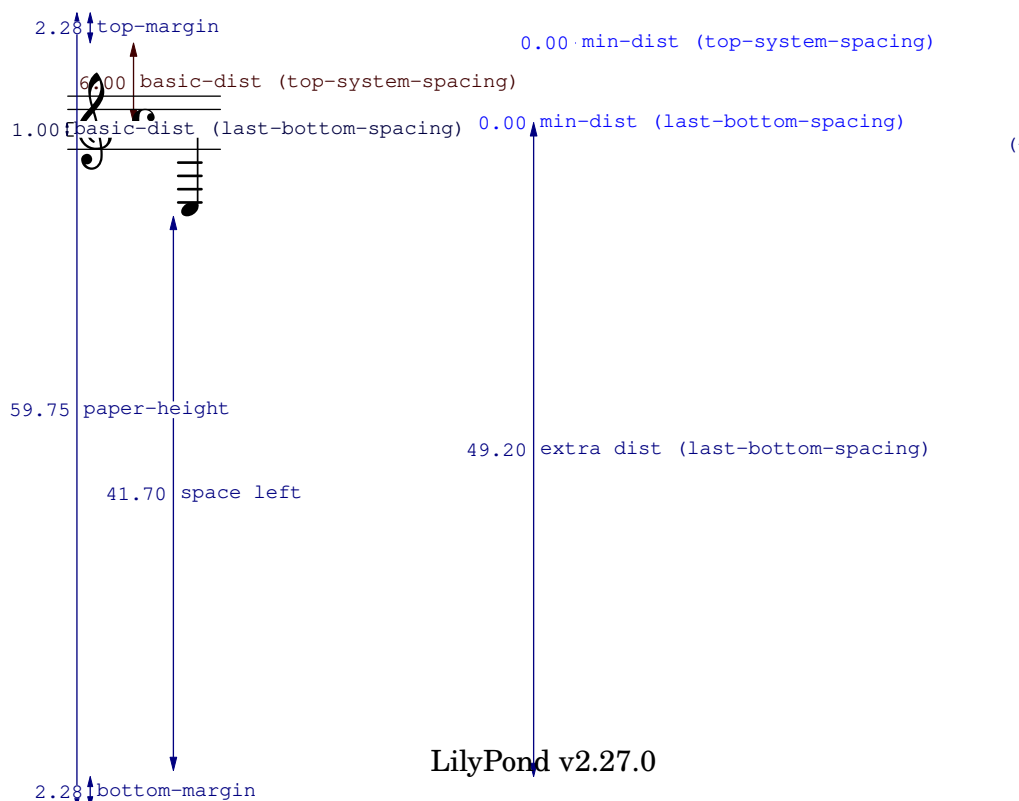 2.28 top-margin
0.00 min-dist (top-system-spacing)
6.00 basic-dist (top-system-spacing)
1.00 basic-dist (last-bottom-spacing)
0.00 min-dist (last-bottom-spacing)
(
59.75 paper-height
49.20 extra dist (last-bottom-spacing)
41.70 space left
LilyPond v2.27.0
2.28 bottom-margin